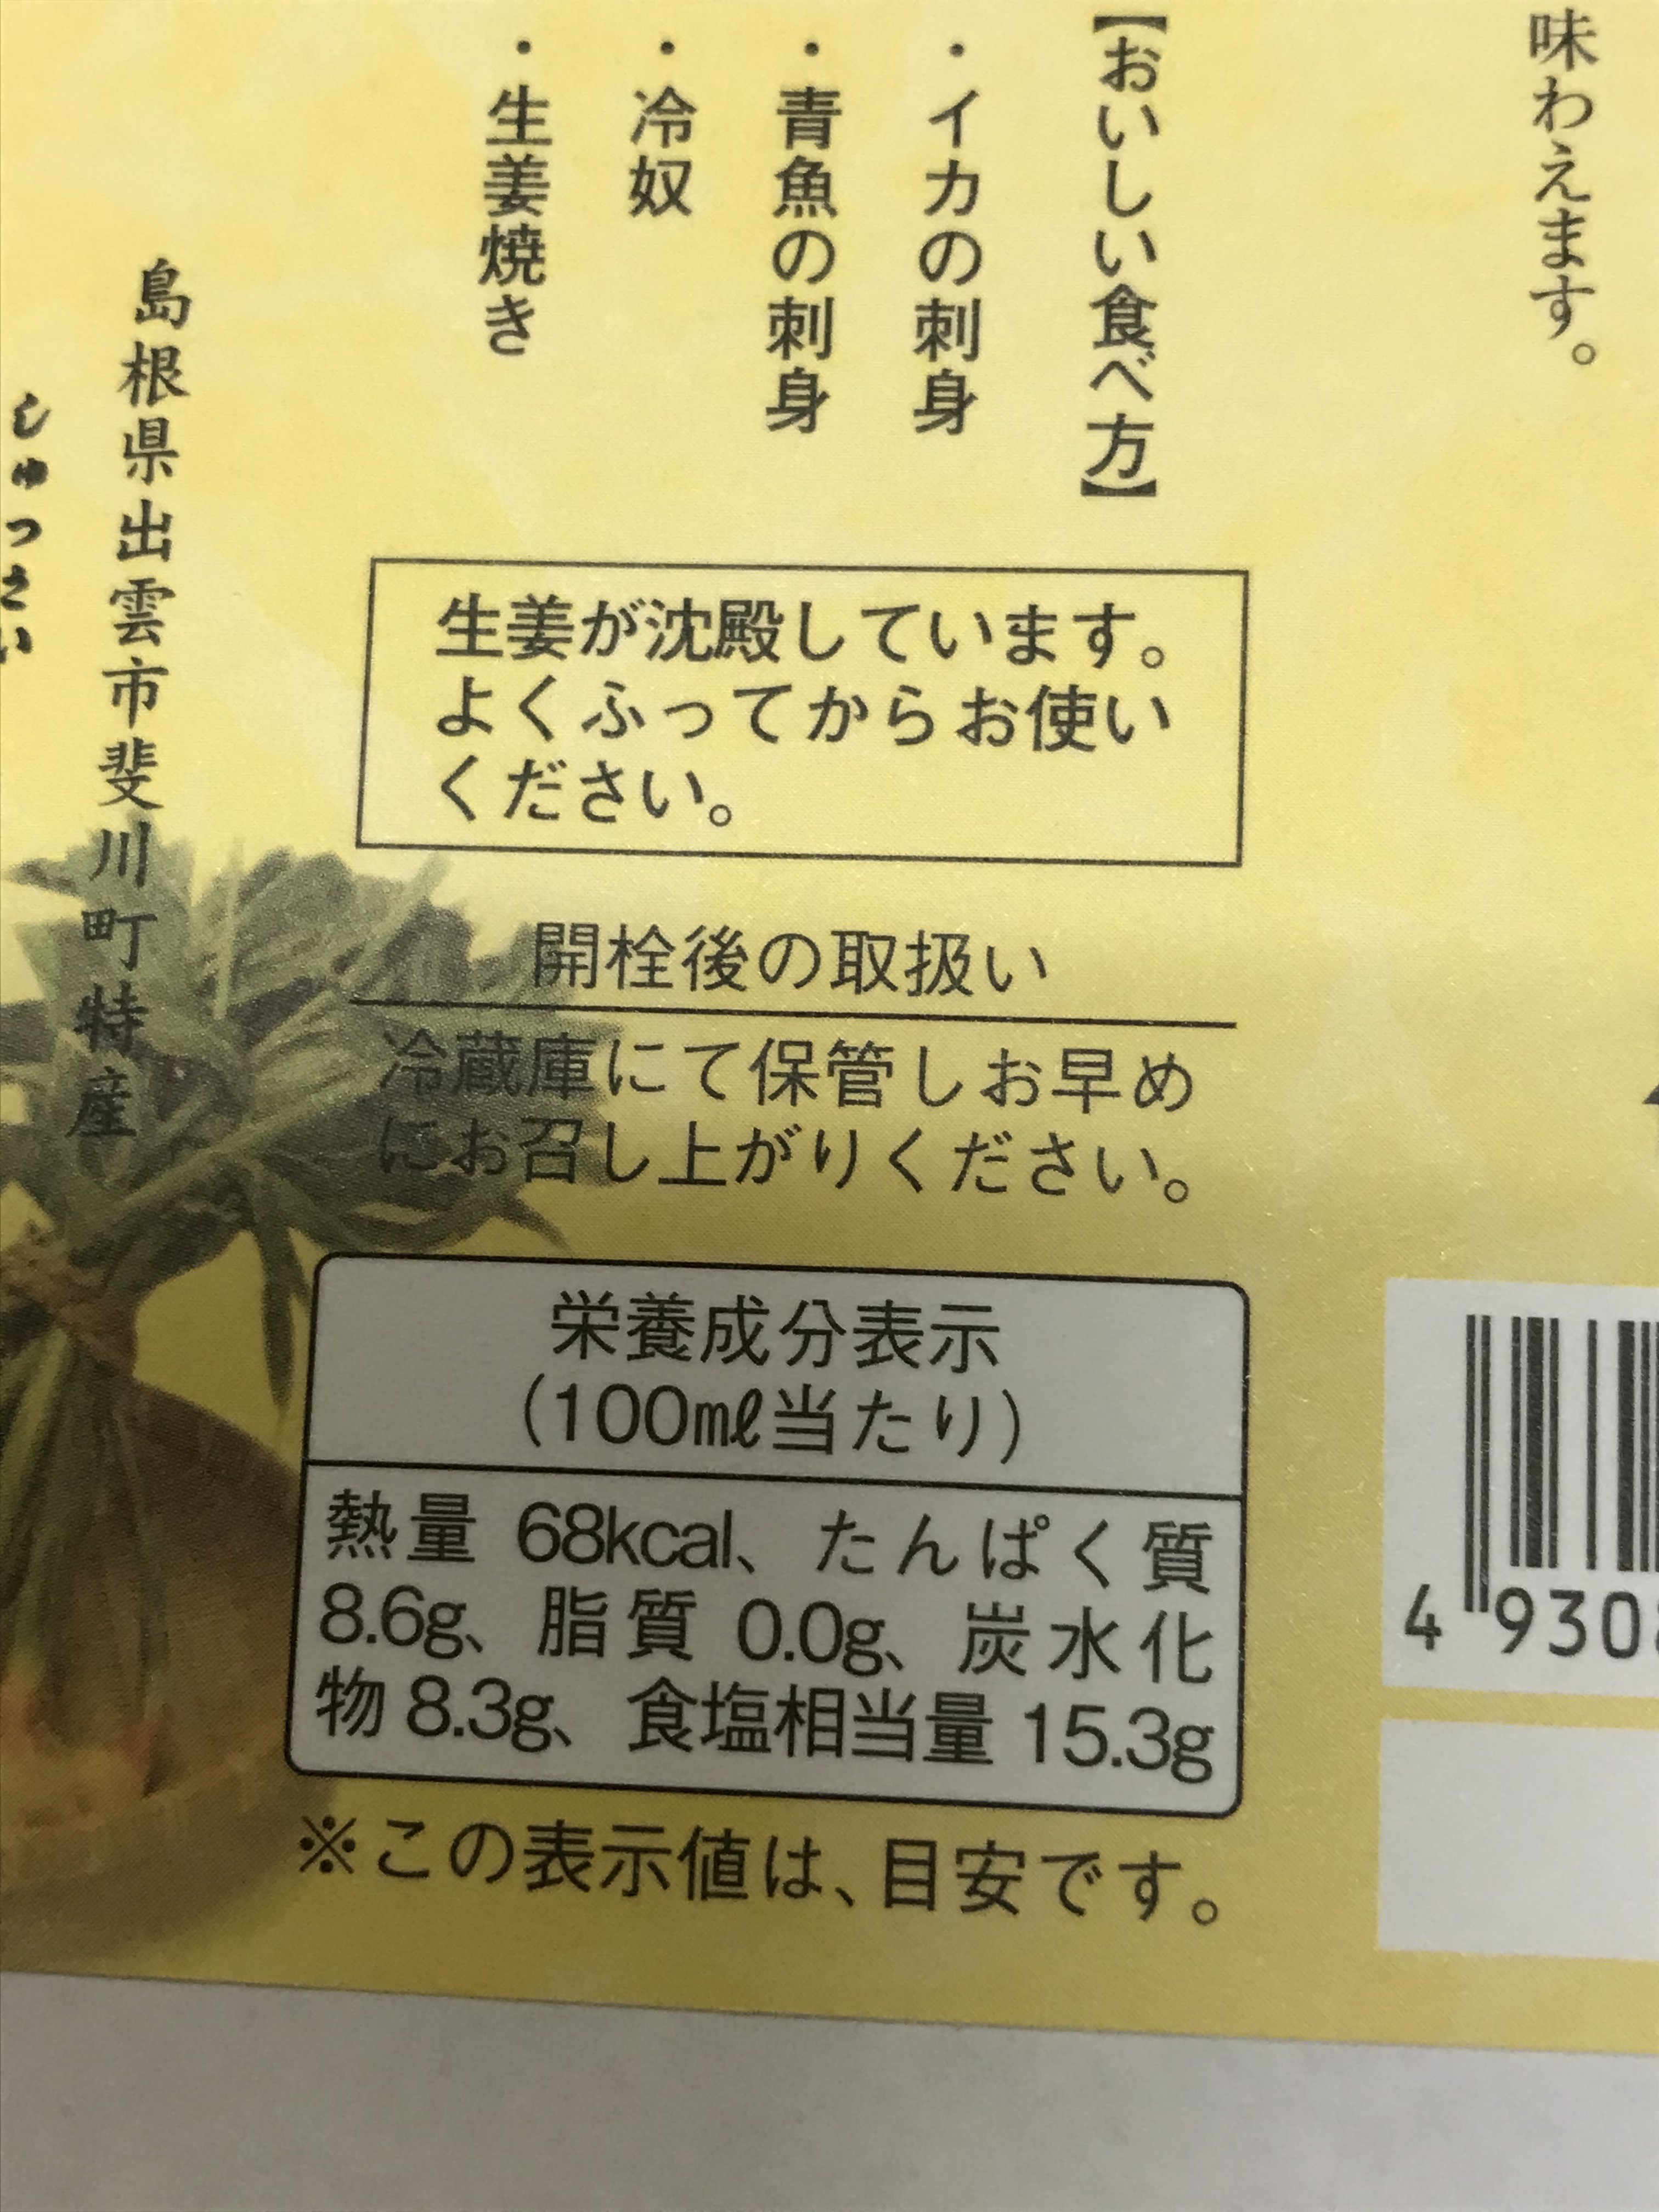 味わえます。
【おいしい食べ方】
・イカの刺身
・青魚の刺身
・冷奴
・生姜焼き
生姜が沈殿しています。
よくふってからお使い
ください。
開栓後の取扱い
冷蔵庫にて保管しお早め
にお召し上がりください。
栄養成分表示
(100mℓ当たり)
熱量 68kcal、たんぱく質
8.6g、脂質 0.0g、炭水化
物 8.3g、食塩相当量 15.3g
※この表示値は、目安です。
島根県出雲市斐川町特産
しゅっさい
4 930